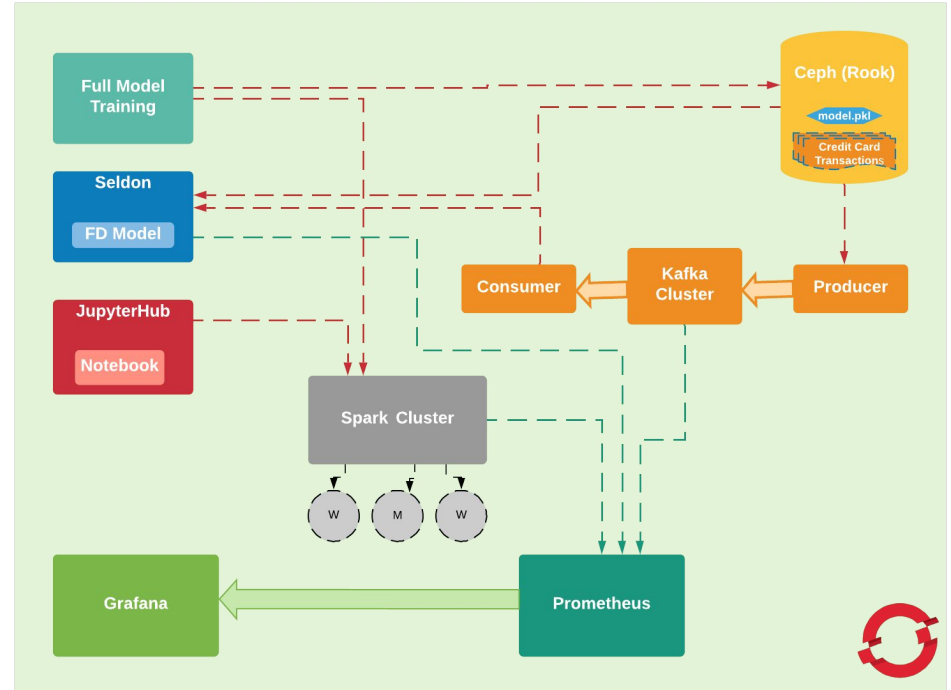 Full Model
Training
Ceph (Rook)
model.pkl
Credit Card
Transactions
Seldon
FD Model
Consumer
Kafka
Cluster
Producer
JupyterHub
Notebook
Spark Cluster
W
M
W
Grafana
Prometheus